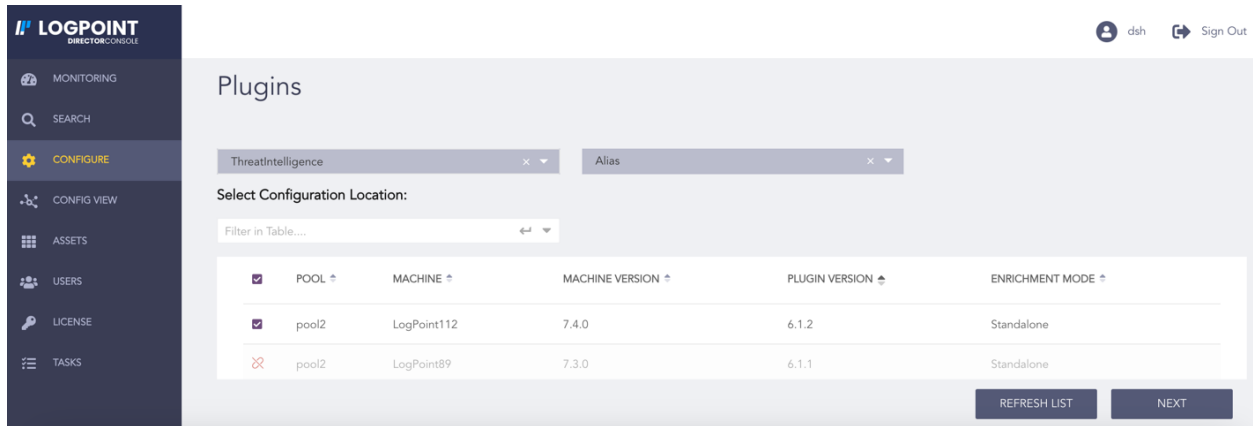 LOGPOINT
DIRECTORCONSOLE
dsh Sign Out
MONITORING
SEARCH
CONFIGURE
CONFIG VIEW
ASSETS
USERS
LICENSE
TASKS
Plugins
ThreatIntelligence Alias
Select Configuration Location:
Filter in Table....
POOL MACHINE MACHINE VERSION PLUGIN VERSION ENRICHMENT MODE
pool2 LogPoint112 7.4.0 6.1.2 Standalone
pool2 LogPoint89 7.3.0 6.1.1 Standalone
REFRESH LIST NEXT